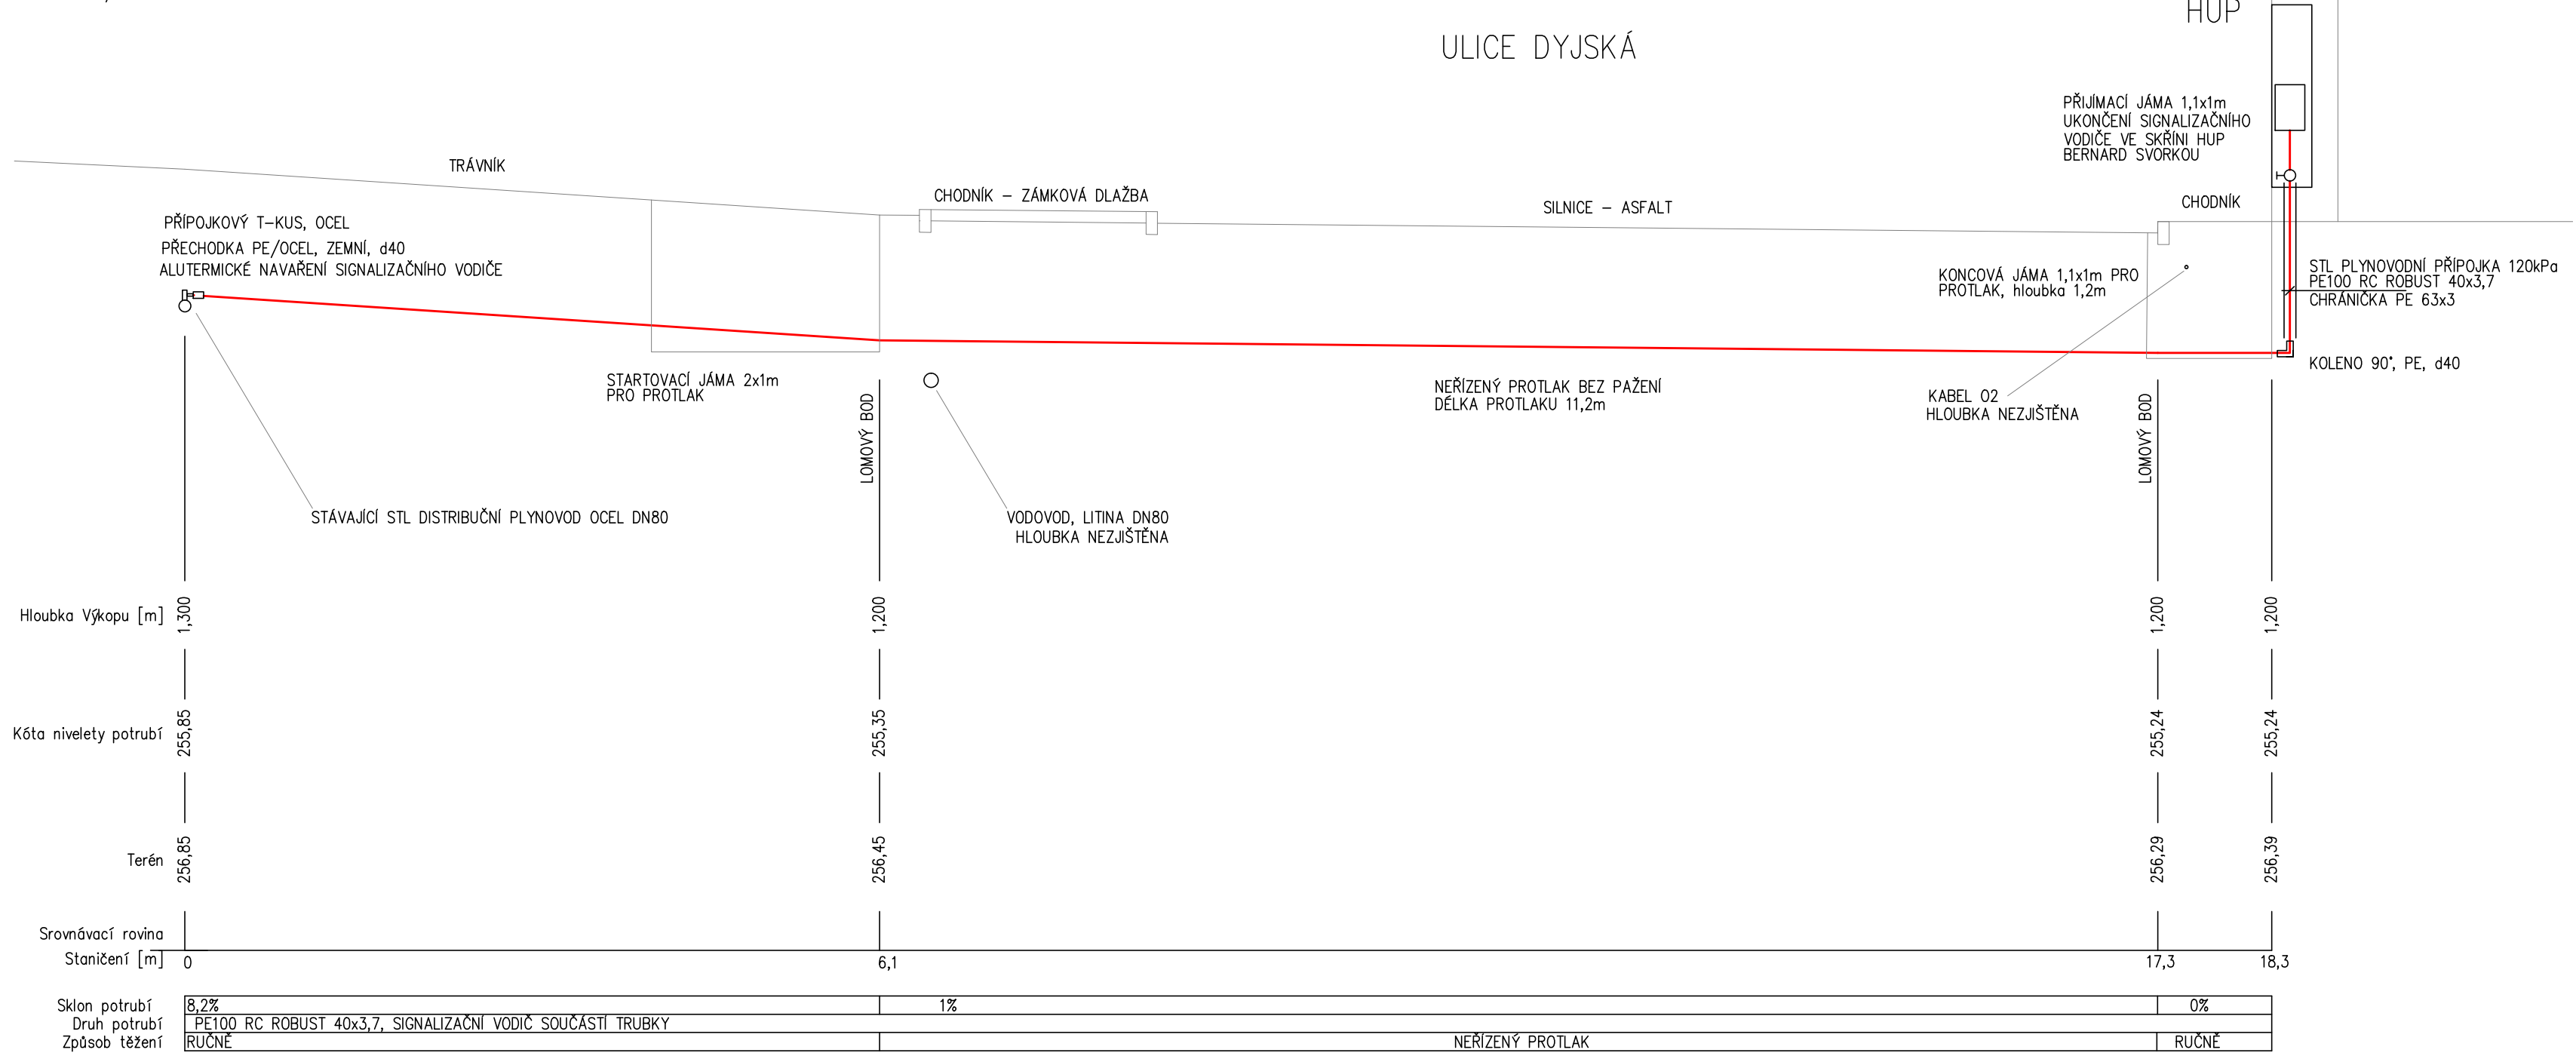 HUP
ULICE DYJSKÁ
PŘIJÍMACÍ JÁMA 1,1x1m
UKONČENÍ SIGNALIZAČNÍHO
VODIČE VE SKŘÍNI HUP
BERNARD SVORKOU
TRÁVNÍK
CHODNÍK – ZÁMKOVÁ DLAŽBA
SILNICE – ASFALT
CHODNÍK
PŘÍPOJKOVÝ T–KUS, OCEL
PŘECHODKA PE/OCEL, ZEMNÍ, d40
ALUTERMICKÉ NAVAŘENÍ SIGNALIZAČNÍHO VODIČE
KONCOVÁ JÁMA 1,1x1m PRO
PROTLAK, hloubka 1,2m
STL PLYNOVODNÍ PŘÍPOJKA 120kPa
PE100 RC ROBUST 40x3,7
CHRÁNIČKA PE 63x3
KOLENO 90°, PE, d40
STARTOVACÍ JÁMA 2x1m
PRO PROTLAK
NEŘÍZENÝ PROTLAK BEZ PAŽENÍ
DÉLKA PROTLAKU 11,2m
KABEL O2
HLOUBKA NEZJIŠTĚNA
LOMOVÝ BOD
LOMOVÝ BOD
STÁVAJÍCÍ STL DISTRIBUČNÍ PLYNOVOD OCEL DN80
VODOVOD, LITINA DN80
HLOUBKA NEZJIŠTĚNA
Hloubka Výkopu [m] 1,300 1,200 1,200 1,200
Kóta nivelety potrubí 255,85 255,35 255,24 255,24
Terén 256,85 256,45 256,29 256,39
Srovnávací rovina
Staničení [m] 0 6,1 17,3 18,3
Sklon potrubí 8,2% 1% 0%
Druh potrubí PE100 RC ROBUST 40x3,7, SIGNALIZAČNÍ VODIČ SOUČÁSTÍ TRUBKY
Způsob těžení RUČNĚ NEŘÍZENÝ PROTLAK RUČNĚ